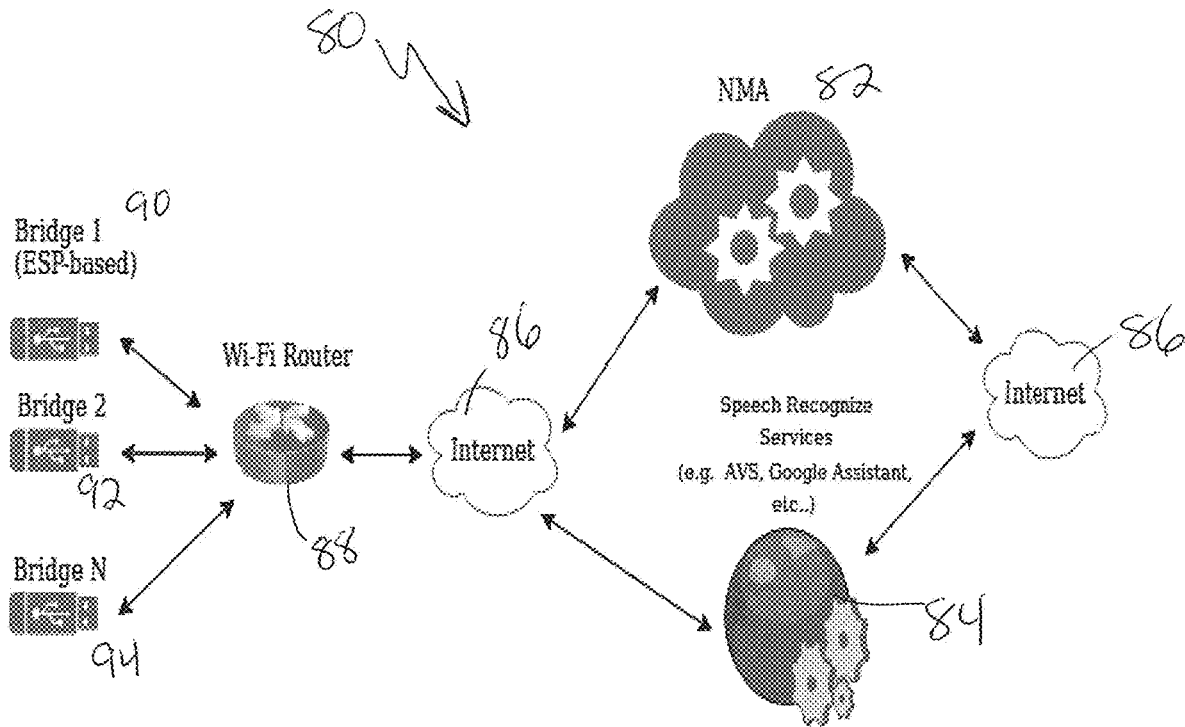 80
NMA
82
90
Bridge 1
(ESP-based)
86
86
Wi-Fi Router
Internet
Bridge 2
Internet
Speech Recognize
Services
(e.g. AVS, Google Assistant,
etc..)
92
88
Bridge N
84
94